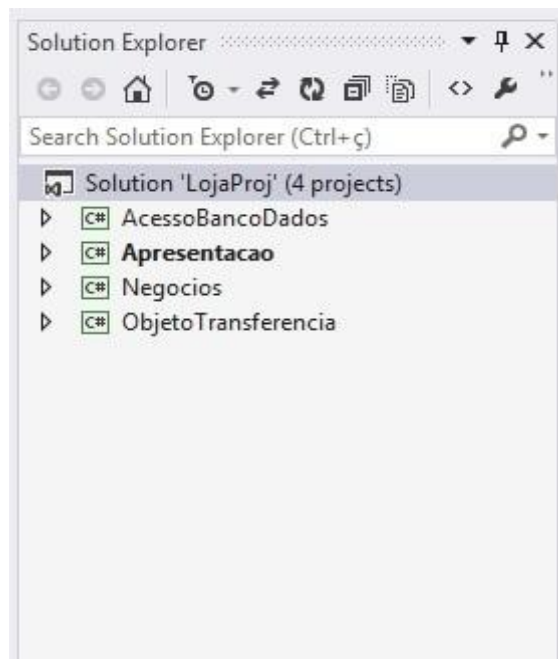 Solution Explorer
Search Solution Explorer (Ctrl+ç)
Solution 'LojaProj' (4 projects)
C# AcessoBancoDados
C# Apresentacao
C# Negocios
C# ObjetoTransferencia